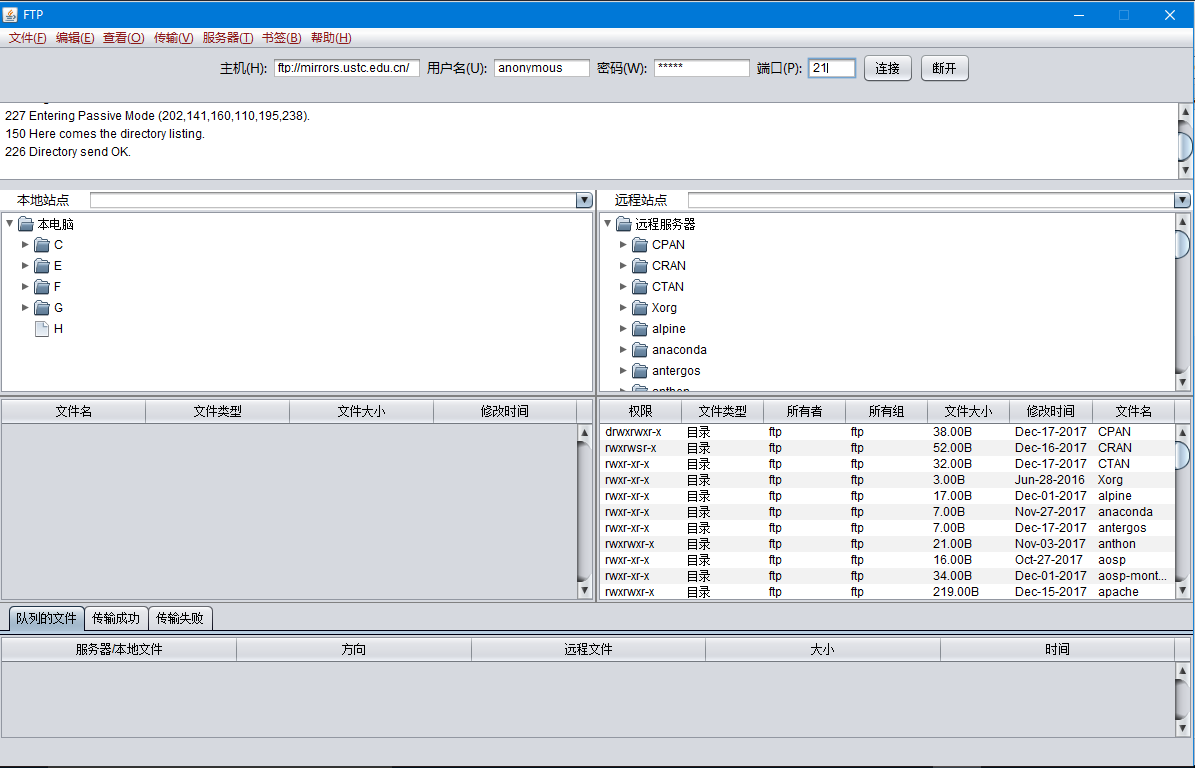 FTP
文件(F) 编辑(E) 查看(O) 传输(V) 服务器(T) 书签(B) 帮助(H)
主机(H): ftp://mirrors.ustc.edu.cn/ 用户名(U): anonymous 密码(W): ***** 端口(P): 21 连接 断开
227 Entering Passive Mode (202,141,160,110,195,238).
150 Here comes the directory listing.
226 Directory send OK.
本地站点
本电脑
C
E
F
G
H
远程站点
远程服务器
CPAN
CRAN
CTAN
Xorg
alpine
anaconda
antergos
anthon
文件名 文件类型 文件大小 修改时间
权限 文件类型 所有者 所有组 文件大小 修改时间 文件名
drwxrwxr-x 目录 ftp ftp 38.00B Dec-17-2017 CPAN
rwxrwsr-x 目录 ftp ftp 52.00B Dec-16-2017 CRAN
rwxr-xr-x 目录 ftp ftp 32.00B Dec-17-2017 CTAN
rwxr-xr-x 目录 ftp ftp 3.00B Jun-28-2016 Xorg
rwxr-xr-x 目录 ftp ftp 17.00B Dec-01-2017 alpine
rwxr-xr-x 目录 ftp ftp 7.00B Nov-27-2017 anaconda
rwxr-xr-x 目录 ftp ftp 7.00B Dec-17-2017 antergos
rwxrwxr-x 目录 ftp ftp 21.00B Nov-03-2017 anthon
rwxr-xr-x 目录 ftp ftp 16.00B Oct-27-2017 aosp
rwxr-xr-x 目录 ftp ftp 34.00B Dec-01-2017 aosp-mont...
rwxrwxr-x 目录 ftp ftp 219.00B Dec-15-2017 apache
队列的文件 传输成功 传输失败
服务器/本地文件 方向 远程文件 大小 时间